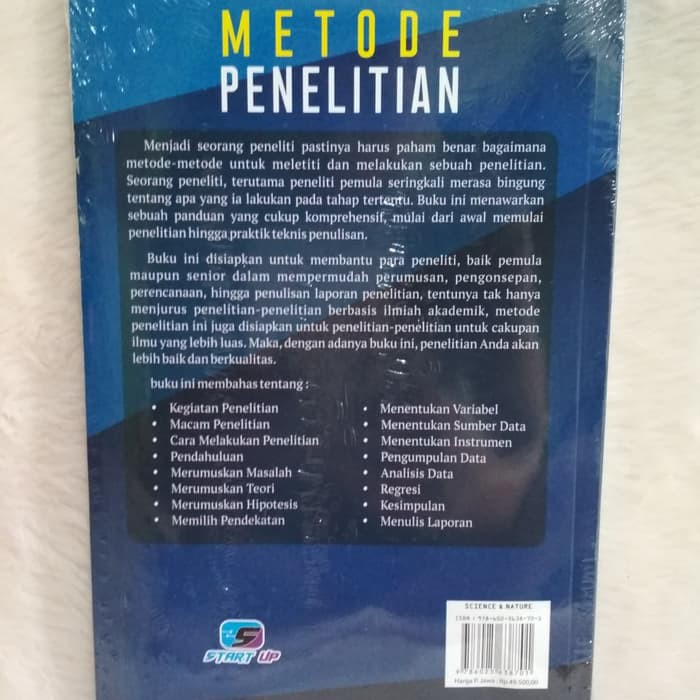 METODE
PENELITIAN
Menjadi seorang peneliti pastinya harus paham benar bagaimana
metode-metode untuk meletiti dan melakukan sebuah penelitian.
Seorang peneliti, terutama peneliti pemula seringkali merasa bingung
tentang apa yang ia lakukan pada tahap tertentu. Buku ini menawarkan
sebuah panduan yang cukup komprehensif, mulai dari awal memulai
penelitian hingga praktik teknis penulisan.
Buku ini disiapkan untuk membantu para peneliti, baik pemula
maupun senior dalam mempermudah perumusan, pengonsepan,
perencanaan, hingga penulisan laporan penelitian, tentunya tak hanya
menjurus penelitian-penelitian berbasis ilmiah akademik, metode
penelitian ini juga disiapkan untuk penelitian-penelitian untuk cakupan
ilmu yang lebih luas. Maka, dengan adanya buku ini, penelitian Anda akan
lebih baik dan berkualitas.
buku ini membahas tentang :
• Kegiatan Penelitian
• Macam Penelitian
• Cara Melakukan Penelitian
• Pendahuluan
• Merumuskan Masalah
• Merumuskan Teori
• Merumuskan Hipotesis
• Memilih Pendekatan
• Menentukan Variabel
• Menentukan Sumber Data
• Menentukan Instrumen
• Pengumpulan Data
• Analisis Data
• Regresi
• Kesimpulan
• Menulis Laporan
START UP
SCIENCE & NATURE
Harga P. Jawa : Rp.49.500,00